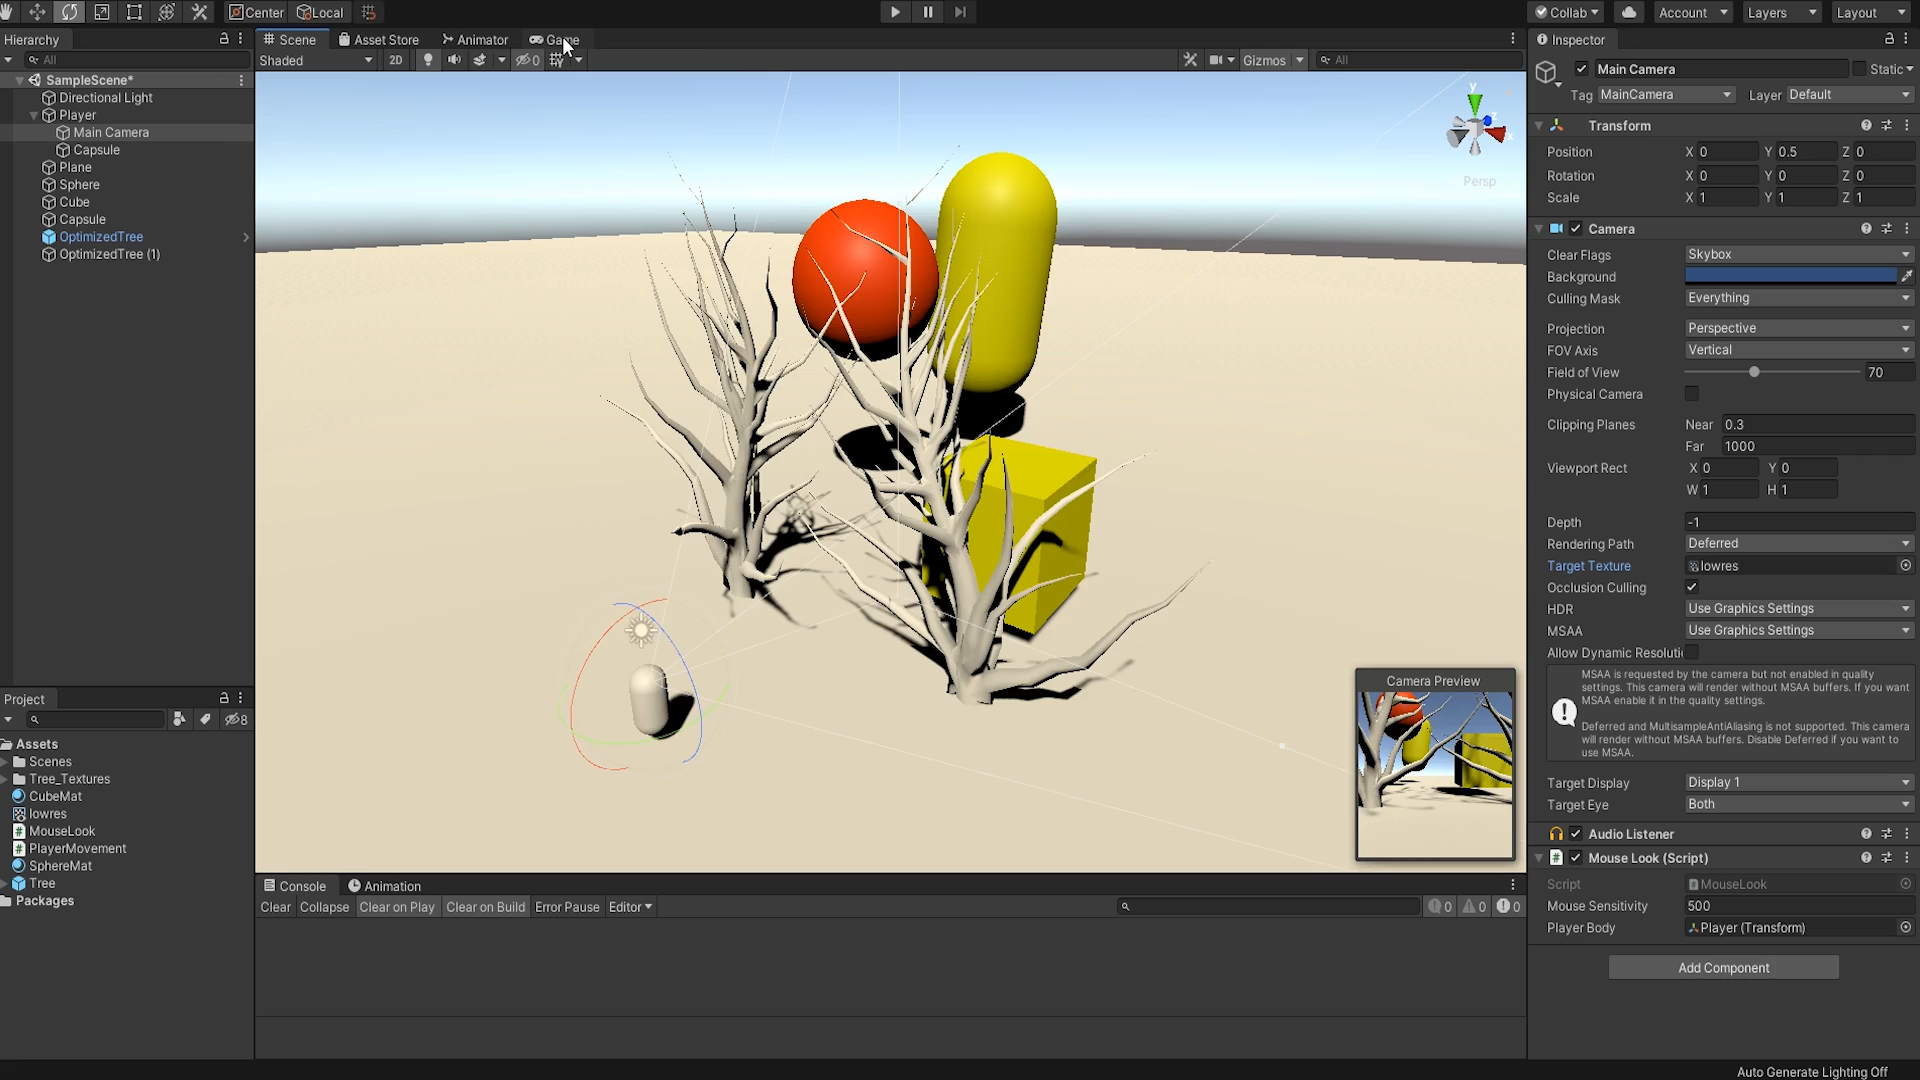 Center Local
Collab Account Layers Layout
Hierarchy
All
SampleScene*
Directional Light
Player
Main Camera
Capsule
Plane
Sphere
Cube
Capsule
OptimizedTree
OptimizedTree (1)
Project
8
Assets
Scenes
Tree_Textures
CubeMat
lowres
MouseLook
PlayerMovement
SphereMat
Tree
Packages
Scene Asset Store Animator Game
Shaded 2D 0 Gizmos All
y
x
Persp
Camera Preview
Console Animation
Clear Collapse Clear on Play Clear on Build Error Pause Editor 0 0 0
Inspector
Main Camera Static
Tag MainCamera Layer Default
Transform
Position X 0 Y 0.5 Z 0
Rotation X 0 Y 0 Z 0
Scale X 1 Y 1 Z 1
Camera
Clear Flags Skybox
Background
Culling Mask Everything
Projection Perspective
FOV Axis Vertical
Field of View 70
Physical Camera
Clipping Planes Near 0.3
Far 1000
Viewport Rect X 0 Y 0
W 1 H 1
Depth -1
Rendering Path Deferred
Target Texture lowres
Occlusion Culling
HDR Use Graphics Settings
MSAA Use Graphics Settings
Allow Dynamic Resoluti
MSAA is requested by the camera but not enabled in quality
settings. This camera will render without MSAA buffers. If you want
MSAA enable it in the quality settings.
Deferred and MultisampleAntiAliasing is not supported. This camera
will render without MSAA buffers. Disable Deferred if you want to
use MSAA.
Target Display Display 1
Target Eye Both
Audio Listener
Mouse Look (Script)
Script MouseLook
Mouse Sensitivity 500
Player Body Player (Transform)
Add Component
Auto Generate Lighting Off